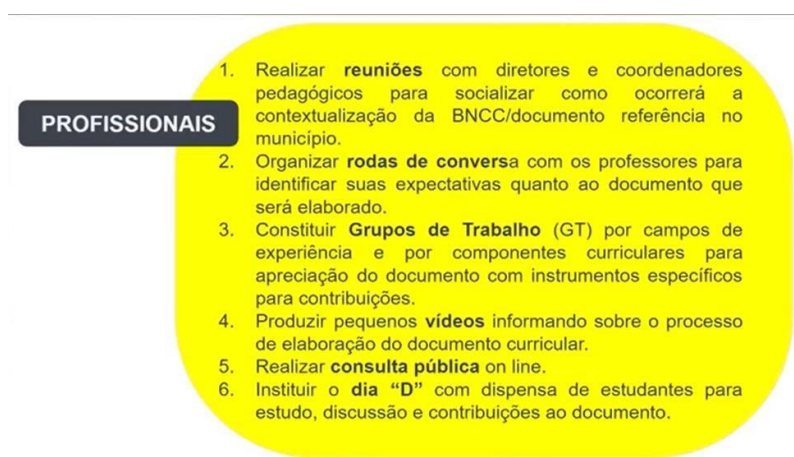 PROFISSIONAIS
1. Realizar reuniões com diretores e coordenadores
pedagógicos para socializar como ocorrerá a
contextualização da BNCC/documento referência no
município.
2. Organizar rodas de conversa com os professores para
identificar suas expectativas quanto ao documento que
será elaborado.
3. Constituir Grupos de Trabalho (GT) por campos de
experiência e por componentes curriculares para
apreciação do documento com instrumentos específicos
para contribuições.
4. Produzir pequenos vídeos informando sobre o processo
de elaboração do documento curricular.
5. Realizar consulta pública on line.
6. Instituir o dia “D” com dispensa de estudantes para
estudo, discussão e contribuições ao documento.